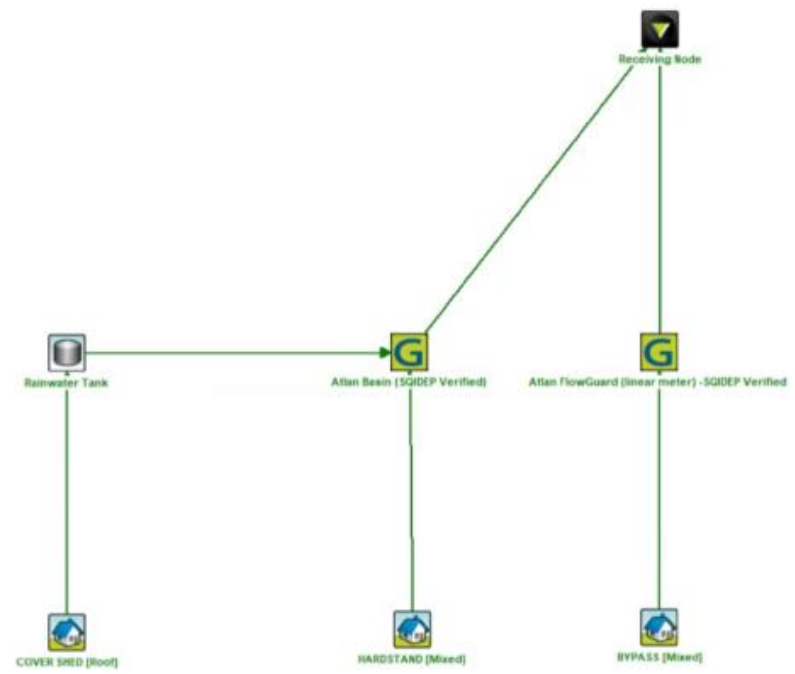 Receiving Node
Rainwater Tank
Atlan Basin (SQIDEP Verified)
Atlan FlowGuard (linear meter) -SQIDEP Verified
COVER SHED [Roof]
HARDSTAND [Mixed]
BYPASS [Mixed]